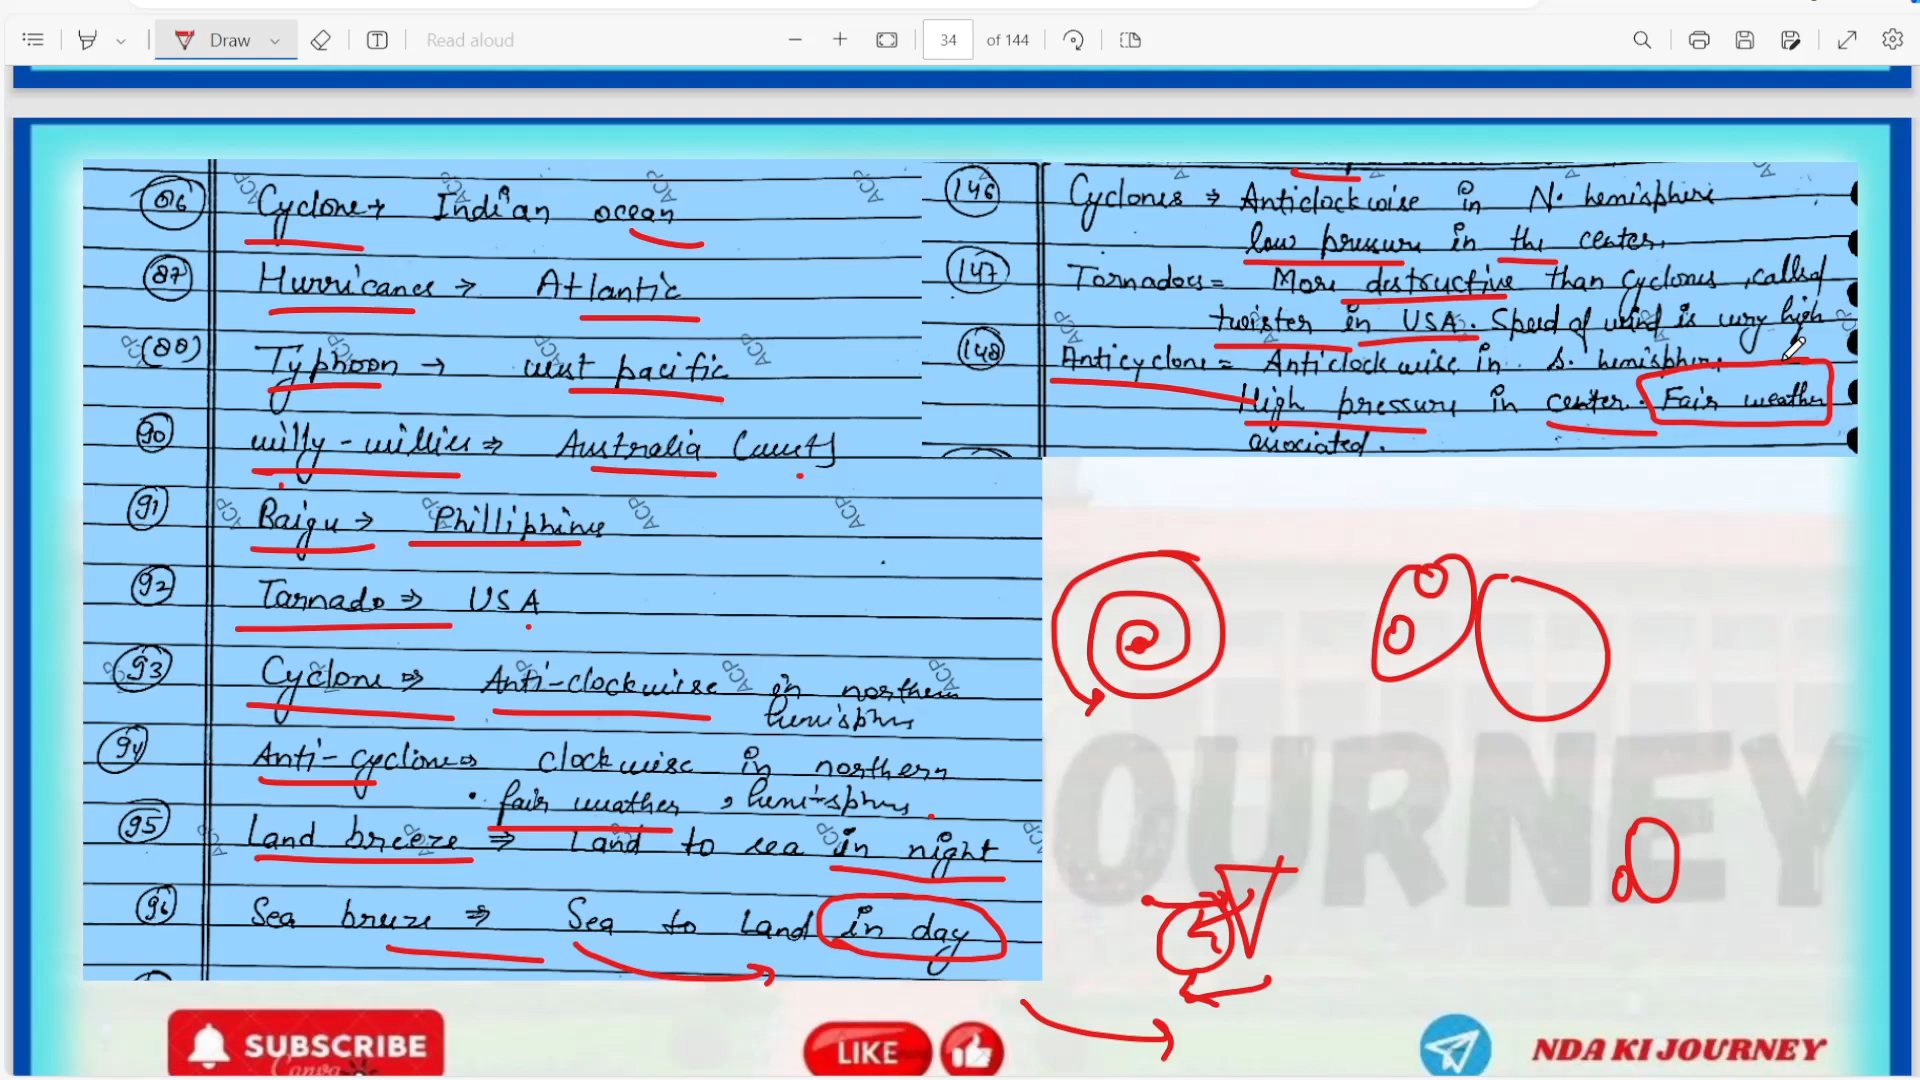 Draw
Read aloud
34 of 144
86 Cyclone → Indian ocean
87 Hurricanes → Atlantic
(88) Typhoon → west pacific
90 willy-willies ⇒ Australia
91 Baigu → Philliphines
92 Tarnado ⇒ USA
93 Cyclone ⇒ Anti-clockwise in northern
hemisphere
94 Anti-cyclone ⇒ clockwise in northern
• fair weather , hemisphere
95 Land breeze ⇒ Land to sea in night
96 Sea breeze ⇒ Sea to Land in day
146 Cyclones → Anticlockwise in N. hemisphere
low pressure in the center.
147 Tornadoes = More destructive than cyclones, called
twister in USA. Speed of wind is very high
148 Anticyclone = Anticlockwise in S. hemisphere
High pressure in center. Fair weather
associated.
OURNEY
SUBSCRIBE
Canva
LIKE
NDA KI JOURNEY